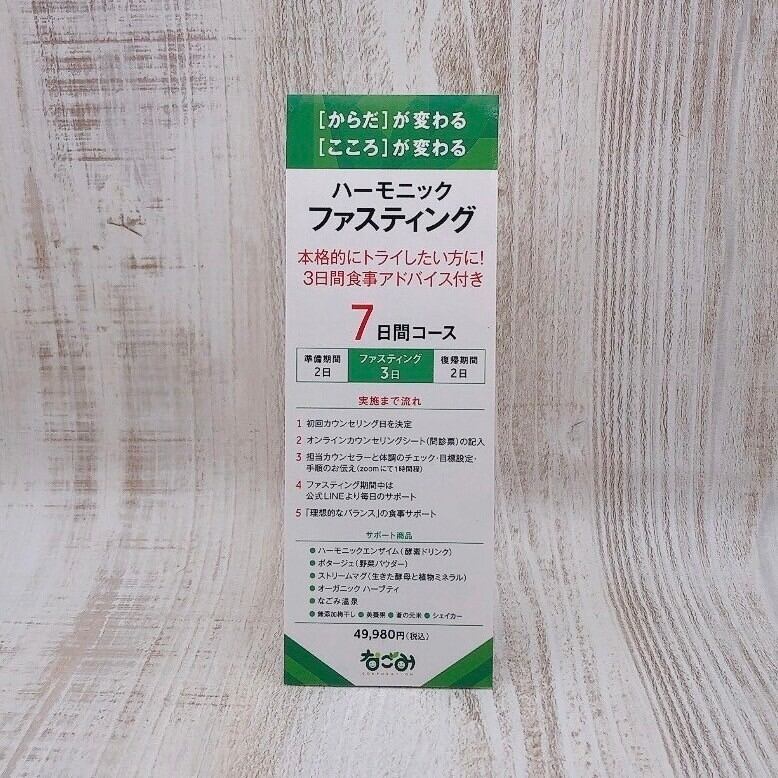 [からだ]が変わる
[こころ]が変わる
ハーモニック
ファスティング
本格的にトライしたい方に!
3日間食事アドバイス付き
7日間コース
準備期間 ファスティング 復帰期間
2日 3日 2日
実施まで流れ
1 初回カウンセリング日を決定
2 オンラインカウンセリングシート(問診票)の記入
3 担当カウンセラーと体調のチェック・目標設定・
手順のお伝え(zoomにて1時間程)
4 ファスティング期間中は
公式LINEより毎日のサポート
5 「理想的なバランス」の食事サポート
サポート商品
●ハーモニックエンザイム(酵素ドリンク)
●ポタージェ(野菜パウダー)
●ストリームマグ(生きた酵母と植物ミネラル)
●オーガニック ハーブティ
●なごみ温泉
●無添加梅干し ●美養果 ●蒼の元米 ●シェイカー
49,980円(税込)
なごみ
CORPORATION